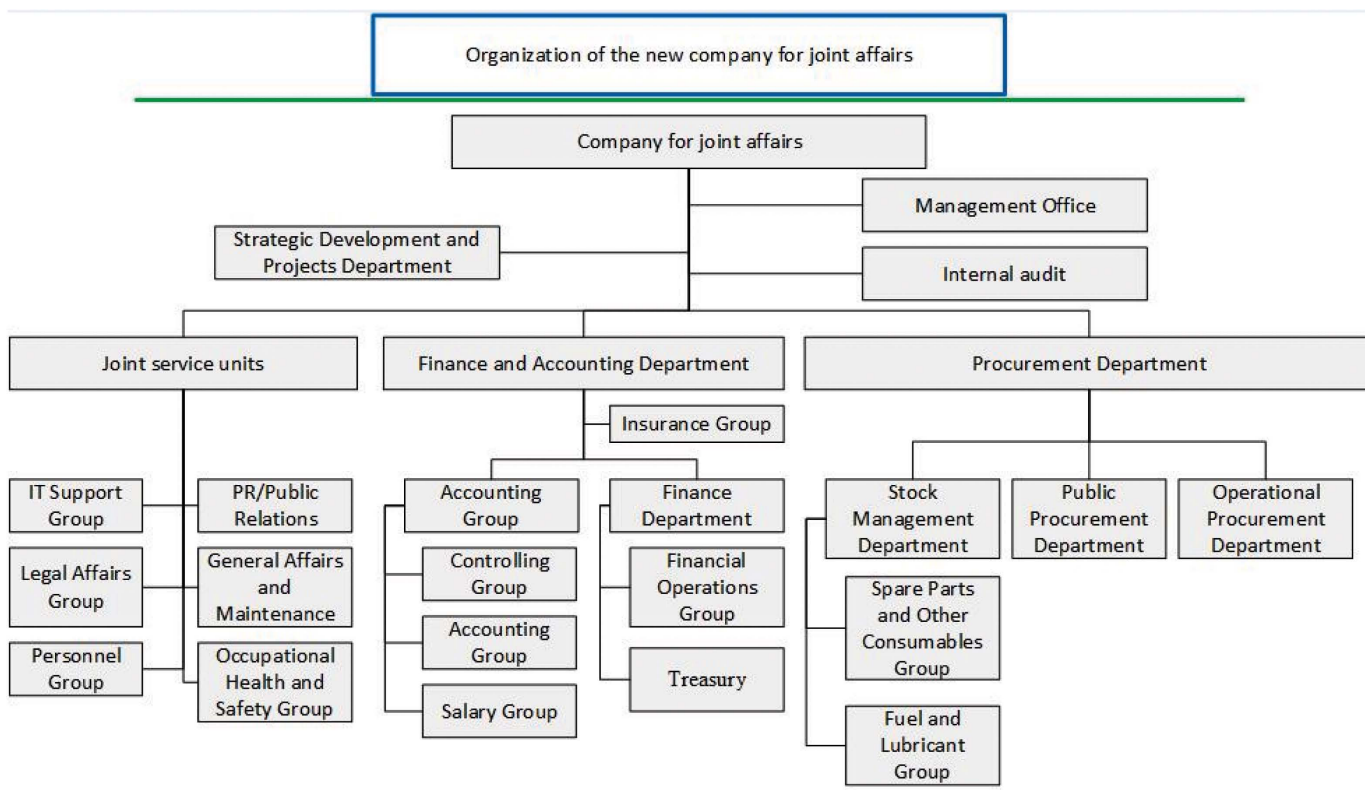 Organization of the new company for joint affairs
Company for joint affairs
Management Office
Strategic Development and
Projects Department
Internal audit
Joint service units
Finance and Accounting Department
Procurement Department
Insurance Group
IT Support
Group
PR/Public
Relations
Legal Affairs
Group
General Affairs
and
Maintenance
Personnel
Group
Occupational
Health and
Safety Group
Accounting
Group
Controlling
Group
Accounting
Group
Salary Group
Finance
Department
Financial
Operations
Group
Treasury
Stock
Management
Department
Spare Parts
and Other
Consumables
Group
Fuel and
Lubricant
Group
Public
Procurement
Department
Operational
Procurement
Department